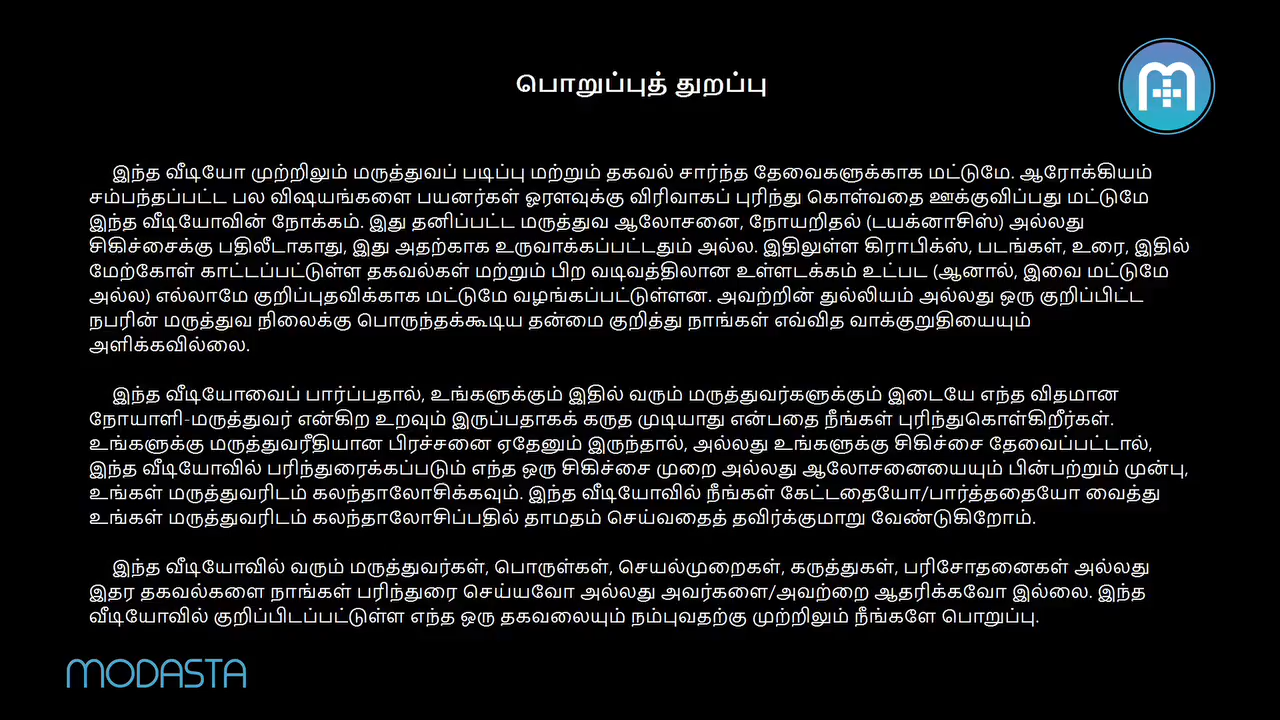 பொறுப்புத் துறப்பு
இந்த வீடியோ முற்றிலும் மருத்துவப் படிப்பு மற்றும் தகவல் சார்ந்த தேவைகளுக்காக மட்டுமே. ஆரோக்கியம்
சம்பந்தப்பட்ட பல விஷயங்களை பயனர்கள் ஓரளவுக்கு விரிவாகப் புரிந்து கொள்வதை ஊக்குவிப்பது மட்டுமே
இந்த வீடியோவின் நோக்கம். இது தனிப்பட்ட மருத்துவ ஆலோசனை, நோயறிதல் (டயக்னாசிஸ்) அல்லது
சிகிச்சைக்கு பதிலீடாகாது, இது அதற்காக உருவாக்கப்பட்டதும் அல்ல. இதிலுள்ள கிராபிக்ஸ், படங்கள், உரை, இதில்
மேற்கோள் காட்டப்பட்டுள்ள தகவல்கள் மற்றும் பிற வடிவத்திலான உள்ளடக்கம் உட்பட (ஆனால், இவை மட்டுமே
அல்ல) எல்லாமே குறிப்புதவிக்காக மட்டுமே வழங்கப்பட்டுள்ளன. அவற்றின் துல்லியம் அல்லது ஒரு குறிப்பிட்ட
நபரின் மருத்துவ நிலைக்கு பொருந்தக்கூடிய தன்மை குறித்து நாங்கள் எவ்வித வாக்குறுதியையும்
அளிக்கவில்லை.
இந்த வீடியோவைப் பார்ப்பதால், உங்களுக்கும் இதில் வரும் மருத்துவர்களுக்கும் இடையே எந்த விதமான
நோயாளி-மருத்துவர் என்கிற உறவும் இருப்பதாகக் கருத முடியாது என்பதை நீங்கள் புரிந்துகொள்கிறீர்கள்.
உங்களுக்கு மருத்துவரீதியான பிரச்சனை ஏதேனும் இருந்தால், அல்லது உங்களுக்கு சிகிச்சை தேவைப்பட்டால்,
இந்த வீடியோவில் பரிந்துரைக்கப்படும் எந்த ஒரு சிகிச்சை முறை அல்லது ஆலோசனையையும் பின்பற்றும் முன்பு,
உங்கள் மருத்துவரிடம் கலந்தாலோசிக்கவும். இந்த வீடியோவில் நீங்கள் கேட்டதையோ/பார்த்ததையோ வைத்து
உங்கள் மருத்துவரிடம் கலந்தாலோசிப்பதில் தாமதம் செய்வதைத் தவிர்க்குமாறு வேண்டுகிறோம்.
இந்த வீடியோவில் வரும் மருத்துவர்கள், பொருள்கள், செயல்முறைகள், கருத்துகள், பரிசோதனைகள் அல்லது
இதர தகவல்களை நாங்கள் பரிந்துரை செய்யவோ அல்லது அவர்களை/அவற்றை ஆதரிக்கவோ இல்லை. இந்த
வீடியோவில் குறிப்பிடப்பட்டுள்ள எந்த ஒரு தகவலையும் நம்புவதற்கு முற்றிலும் நீங்களே பொறுப்பு.
MODASTA